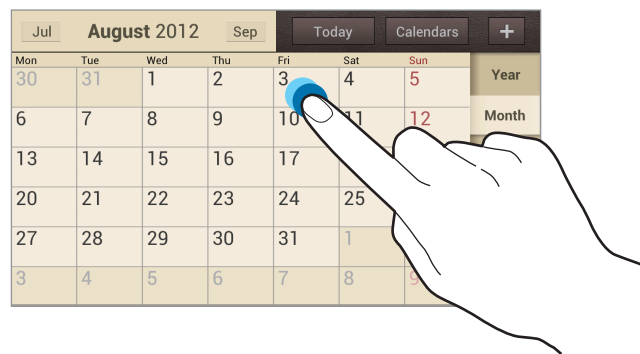 Jul August 2012 Sep Today Calendars +
Mon Tue Wed Thu Fri Sat Sun
30 31 1 2 3 4 5
Year
6 7 8 9 10 11 12
Month
13 14 15 16 17
20 21 22 23 24 25
27 28 29 30 31 1
3 4 5 6 7 8 9